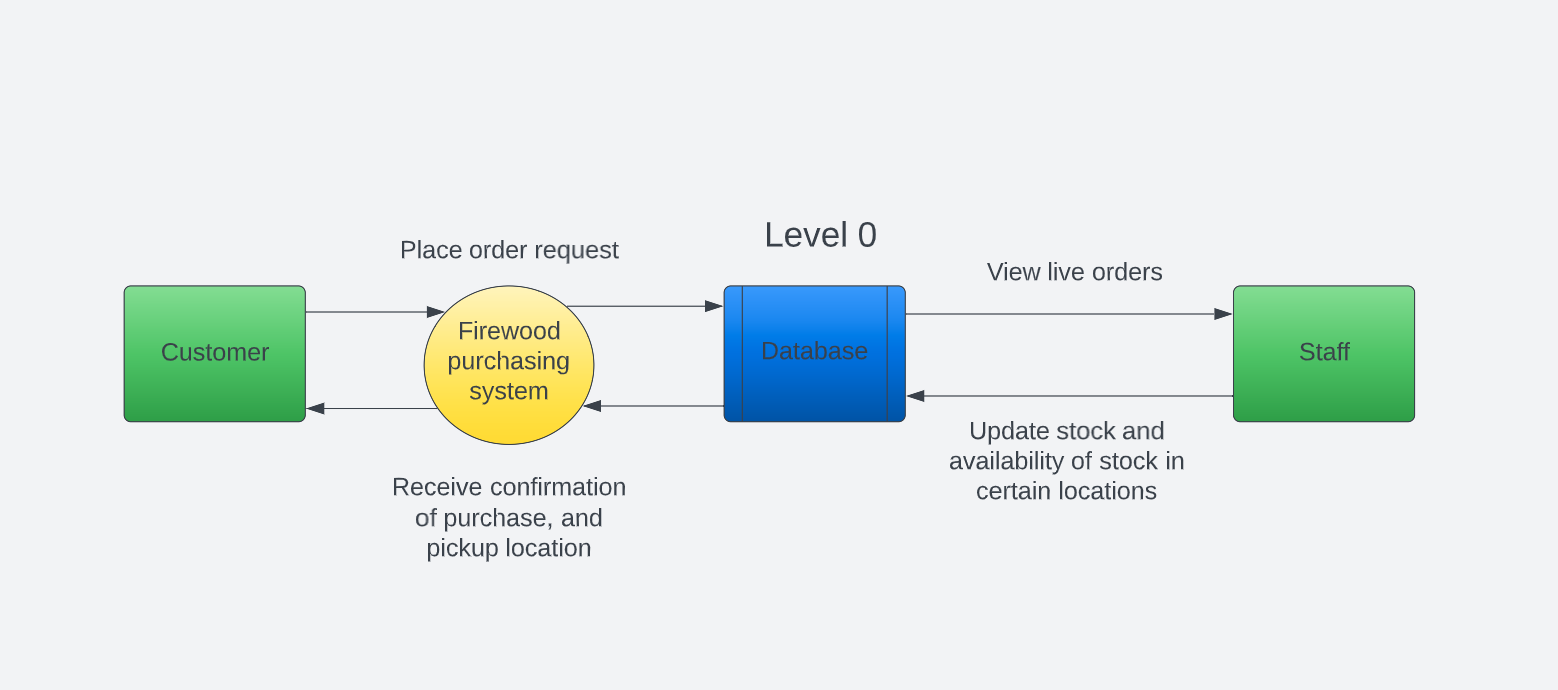 Level 0
Place order request
View live orders
Customer
Firewood
purchasing
system
Database
Staff
Update stock and
availability of stock in
certain locations
Receive confirmation
of purchase, and
pickup location